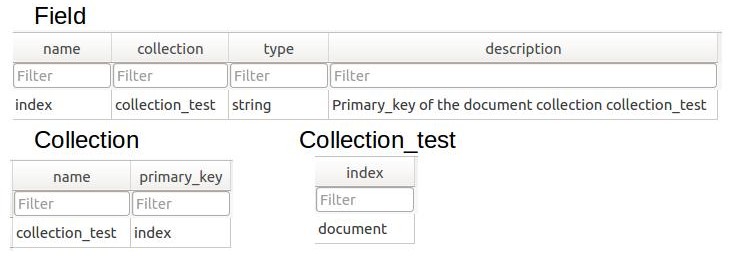 Field
name collection type description
Filter Filter Filter Filter
index collection_test string Primary_key of the document collection collection_test
Collection Collection_test
name primary_key index
Filter Filter Filter
collection_test index document